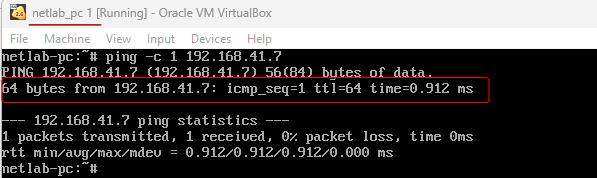 netlab_pc 1 [Running] - Oracle VM VirtualBox
File Machine View Input Devices Help
netlab-pc:~# ping -c 1 192.168.41.7
PING 192.168.41.7 (192.168.41.7) 56(84) bytes of data.
64 bytes from 192.168.41.7: icmp_seq=1 ttl=64 time=0.912 ms
--- 192.168.41.7 ping statistics ---
1 packets transmitted, 1 received, 0% packet loss, time 0ms
rtt min/avg/max/mdev = 0.912/0.912/0.912/0.000 ms
netlab-pc:~#